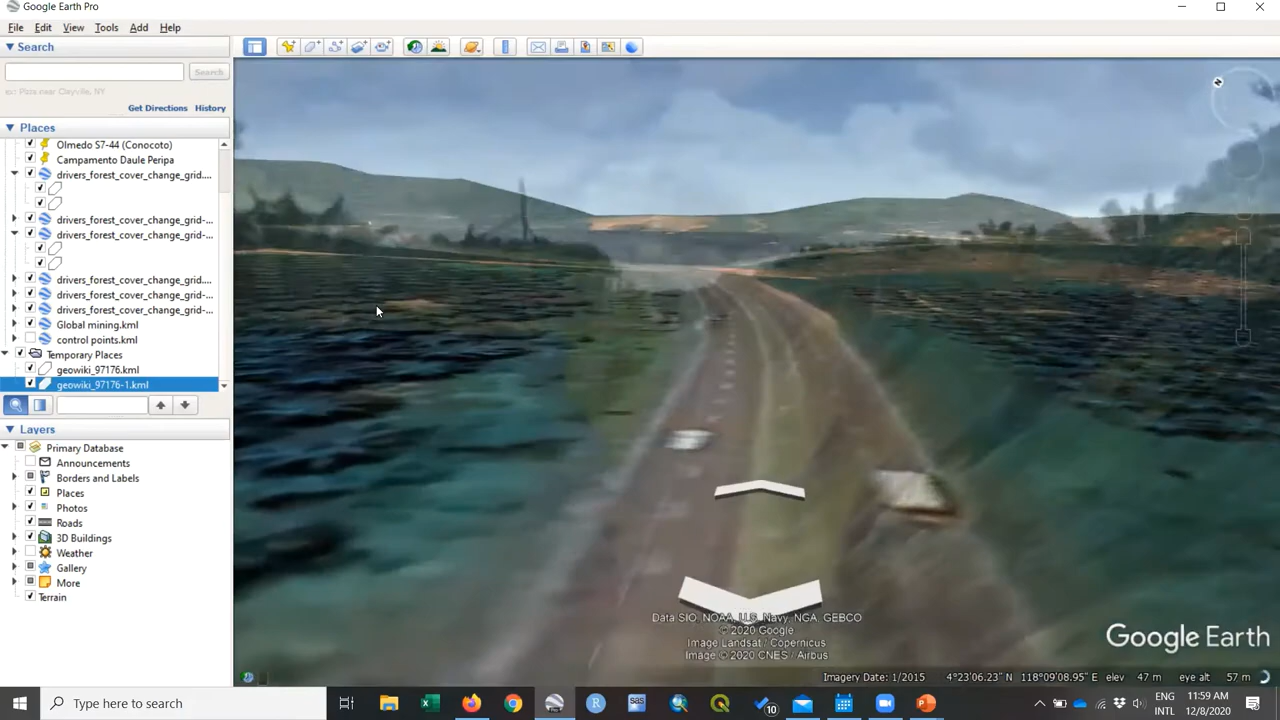 Google Earth Pro
File Edit View Tools Add Help
Search
Search
ex: Pizza near Clayville, NY
Get Directions History
Places
Olmedo S7-44 (Conocoto)
Campamento Daule Peripa
drivers_forest_cover_change_grid....
drivers_forest_cover_change_grid-...
drivers_forest_cover_change_grid-...
drivers_forest_cover_change_grid....
drivers_forest_cover_change_grid-...
drivers_forest_cover_change_grid-...
Global mining.kml
control points.kml
Temporary Places
geowiki_97176.kml
geowiki_97176-1.kml
Layers
Primary Database
Announcements
Borders and Labels
Places
Photos
Roads
3D Buildings
Weather
Gallery
More
Terrain
Data SIO, NOAA, U.S. Navy, NGA, GEBCO
© 2020 Google
Image Landsat / Copernicus
Image © 2020 CNES / Airbus
Google Earth
Imagery Date: 1/2015 4°23'06.23" N 118°09'08.95" E elev 47 m eye alt 57 m
Type here to search
10
ENG
INTL
11:59 AM
12/8/2020